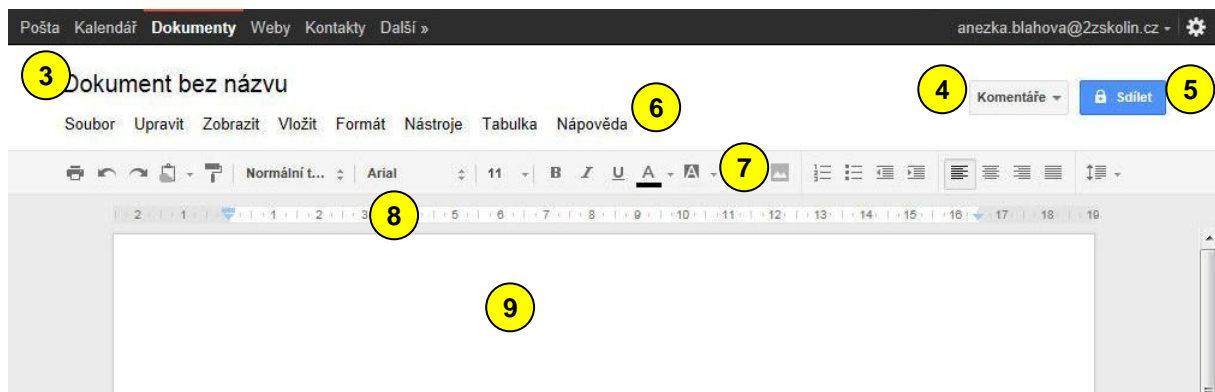 Pošta Kalendář Dokumenty Weby Kontakty Další » anezka.blahova@2zskolin.cz
3 Dokument bez názvu 4 Komentáře Sdílet 5
Soubor Upravit Zobrazit Vložit Formát Nástroje Tabulka Nápověda 6
Normální t... Arial 11 B I U A A 7
2 1 1 2 3 8 5 6 7 8 9 10 11 12 13 14 15 16 17 18 19
9